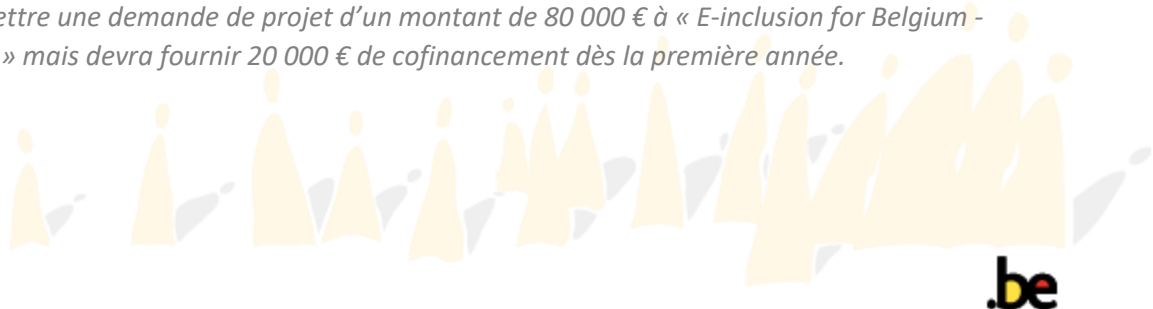 ettre une demande de projet d'un montant de 80 000 € à « E-inclusion for Belgium -
» mais devra fournir 20 000 € de cofinancement dès la première année.
.be